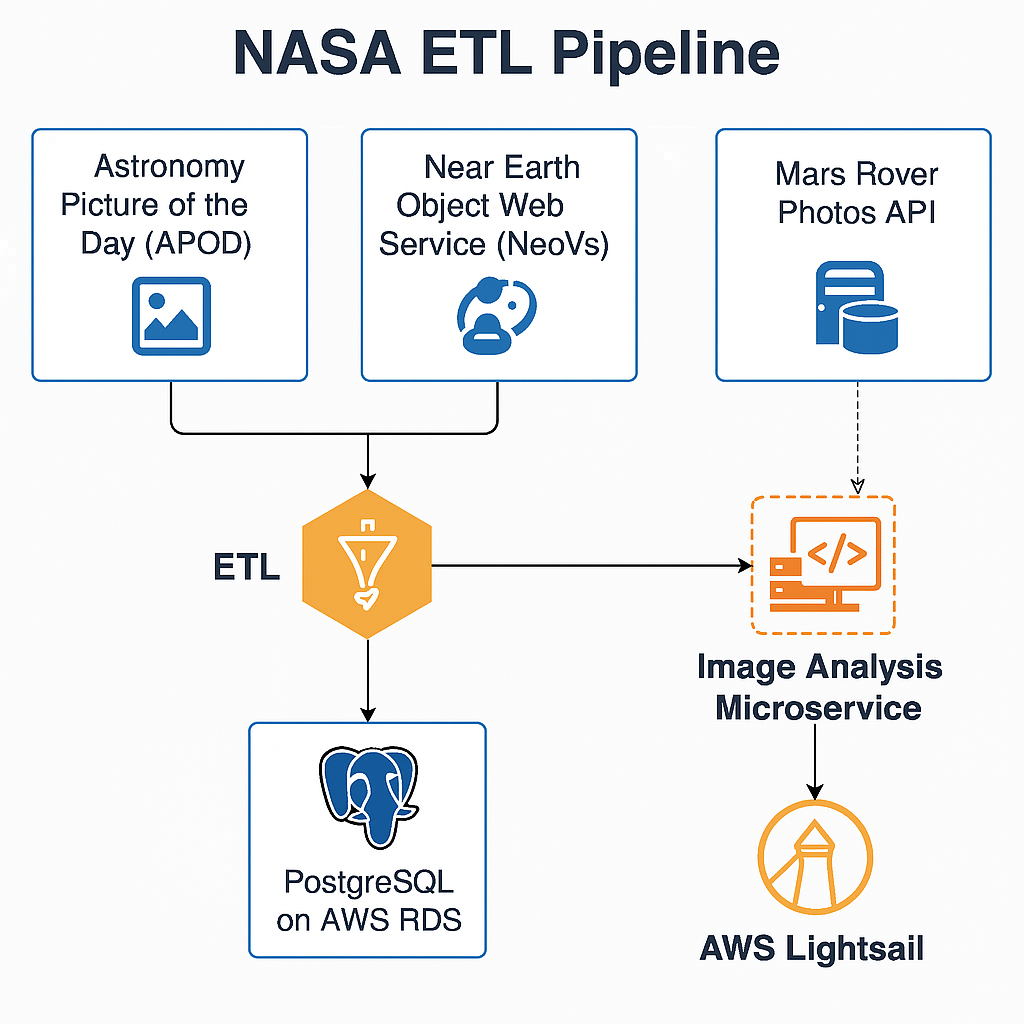 NASA ETL Pipeline
Astronomy
Picture of the
Day (APOD)
Near Earth
Object Web
Service (NeoVs)
Mars Rover
Photos API
ETL
</>
Image Analysis
Microservice
PostgreSQL
on AWS RDS
AWS Lightsail